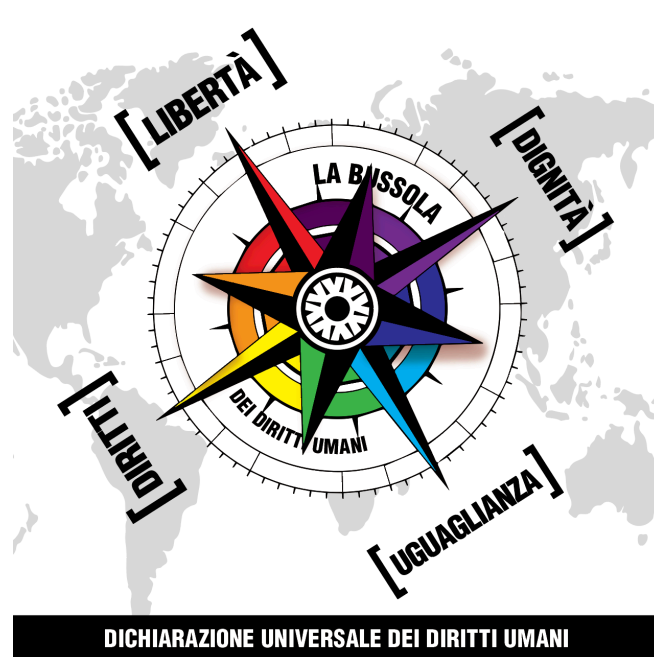 [LIBERTÀ]
[DIGNITÀ]
LA BUSSOLA
DEI DIRITTI UMANI
[DIRITTI]
[UGUAGLIANZA]
DICHIARAZIONE UNIVERSALE DEI DIRITTI UMANI